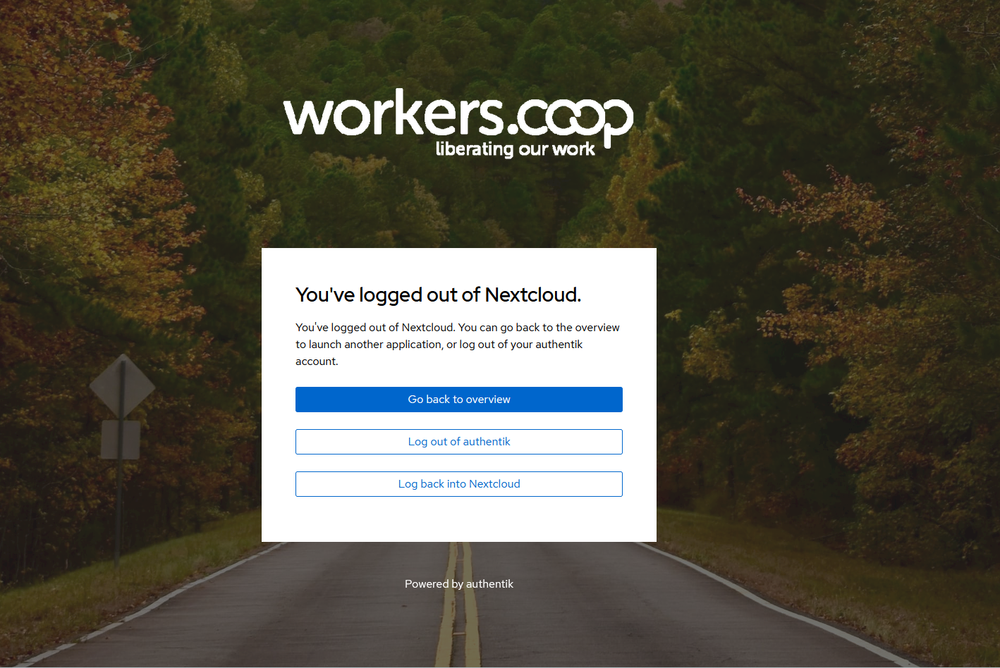 workers.coop
liberating our work
You've logged out of Nextcloud.
You've logged out of Nextcloud. You can go back to the overview
to launch another application, or log out of your authentik
account.
Go back to overview
Log out of authentik
Log back into Nextcloud
Powered by authentik